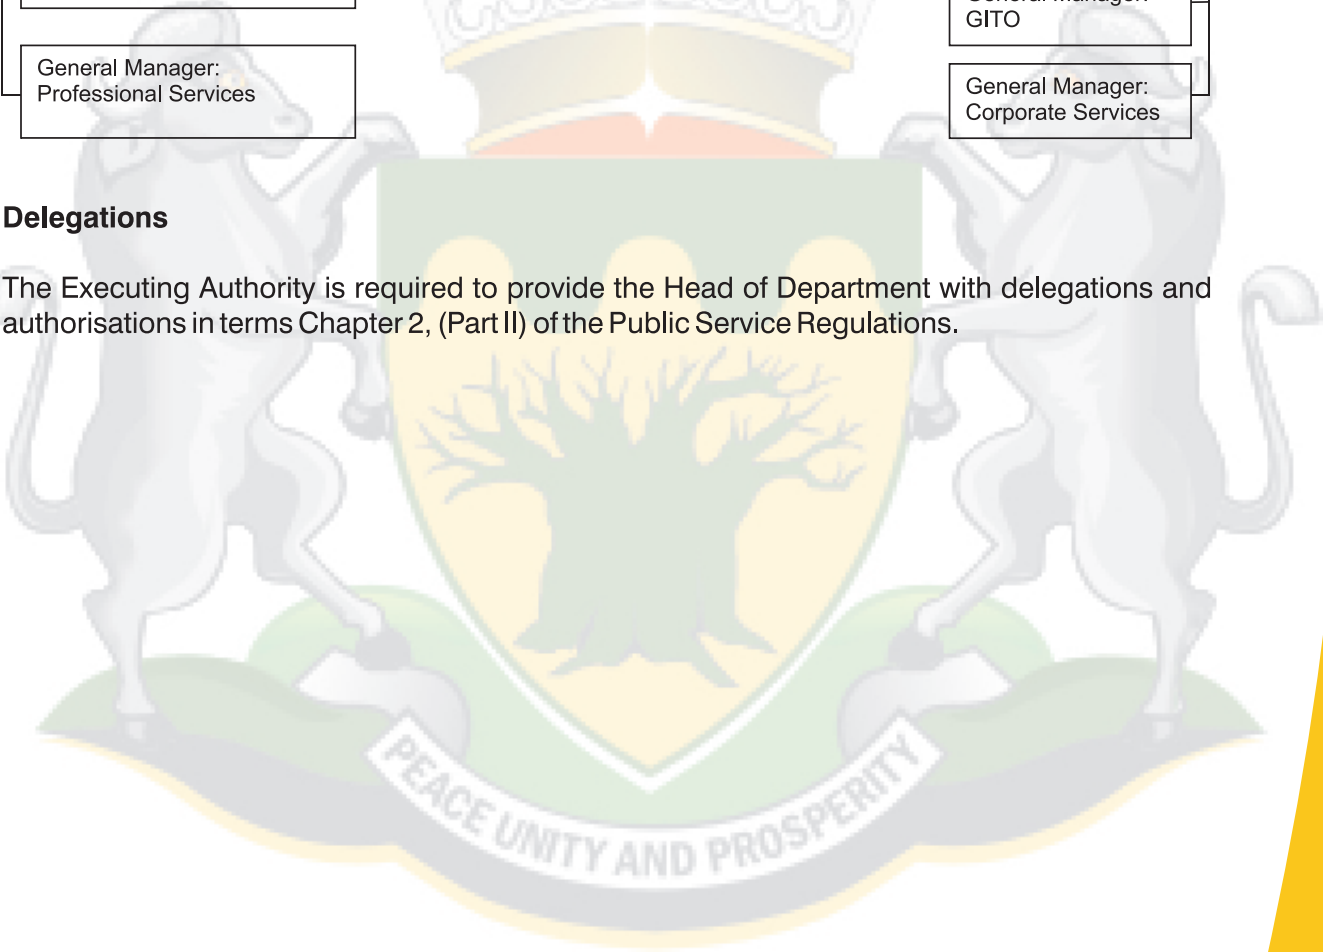 General Manager:
Professional Services
General Manager:
GITO
General Manager:
Corporate Services
Delegations
The Executing Authority is required to provide the Head of Department with delegations and
authorisations in terms Chapter 2, (Part II) of the Public Service Regulations.
PEACE UNITY AND PROSPERITY